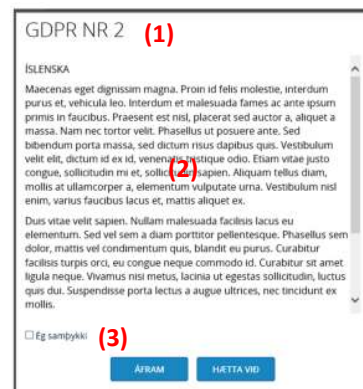 GDPR NR 2 (1)
ÍSLENSKA
Maecenas eget dignissim magna. Proin id felis molestie, interdum
purus et, vehicula leo. Interdum et malesuada fames ac ante ipsum
primis in faucibus. Praesent est nisl, placerat sed auctor a, aliquet a
massa. Nam nec tortor velit. Phasellus ut posuere ante. Sed
bibendum porta massa, sed dictum risus dapibus quis. Vestibulum
velit elit, dictum id ex id, venenatis tristique odio. Etiam vitae justo
congue, sollicitudin mi et, sollicitudin sapien. Aliquam tellus diam,
(2)
mollis at ullamcorper a, elementum vulputate urna. Vestibulum nisl
enim, varius faucibus lacus et, mattis aliquet ex.
Duis vitae velit sapien. Nullam malesuada facilisis lacus eu
elementum. Sed vel sem a diam porttitor pellentesque. Phasellus sem
dolor, mattis vel condimentum quis, blandit eu purus. Curabitur
facilisis turpis orci, eu congue neque commodo id. Curabitur sit amet
ligula neque. Vivamus nisi metus, lacinia ut egestas sollicitudin, luctus
quis dui. Suspendisse porta lectus a augue ultrices, nec tincidunt ex
mollis.
Ég samþykki (3)
ÁFRAM HÆTTA VIÐ